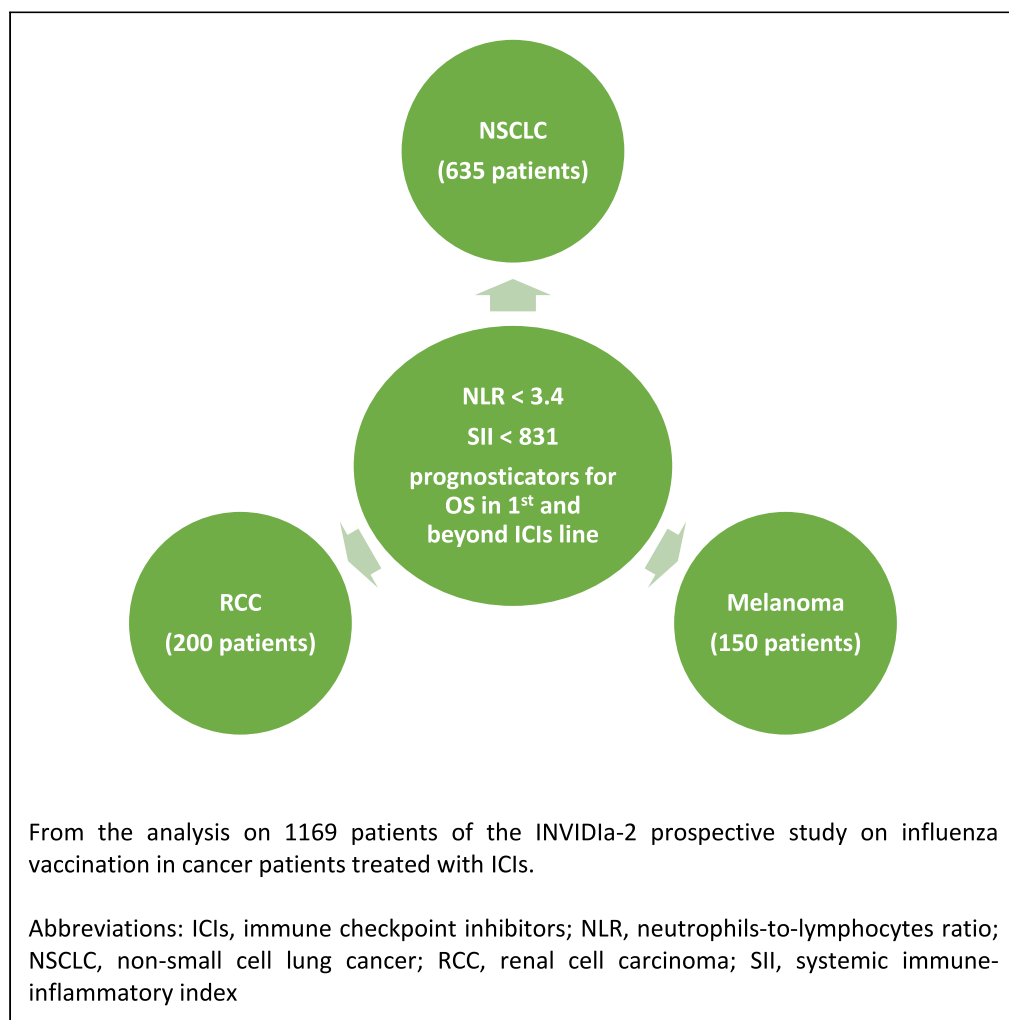 NSCLC
(635 patients)
NLR < 3.4
SII < 831
prognosticators for
OS in 1st and
beyond ICIs line
RCC
(200 patients)
Melanoma
(150 patients)
From the analysis on 1169 patients of the INVIDIa-2 prospective study on influenza
vaccination in cancer patients treated with ICIs.
Abbreviations: ICIs, immune checkpoint inhibitors; NLR, neutrophils-to-lymphocytes ratio;
NSCLC, non-small cell lung cancer; RCC, renal cell carcinoma; SII, systemic immune-
inflammatory index